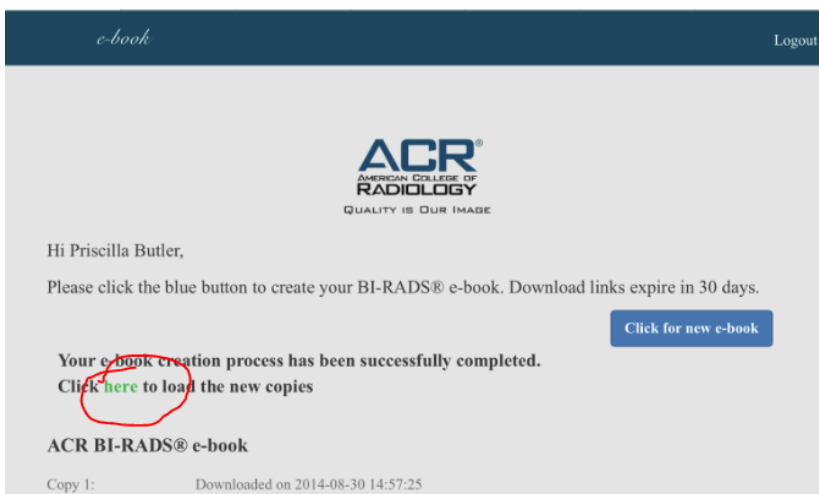 e-book
Logout
ACR®
AMERICAN COLLEGE OF
RADIOLOGY
QUALITY IS OUR IMAGE
Hi Priscilla Butler,
Please click the blue button to create your BI-RADS® e-book. Download links expire in 30 days.
Click for new e-book
Your e-book creation process has been successfully completed.
Click here to load the new copies
ACR BI-RADS® e-book
Copy 1: Downloaded on 2014-08-30 14:57:25